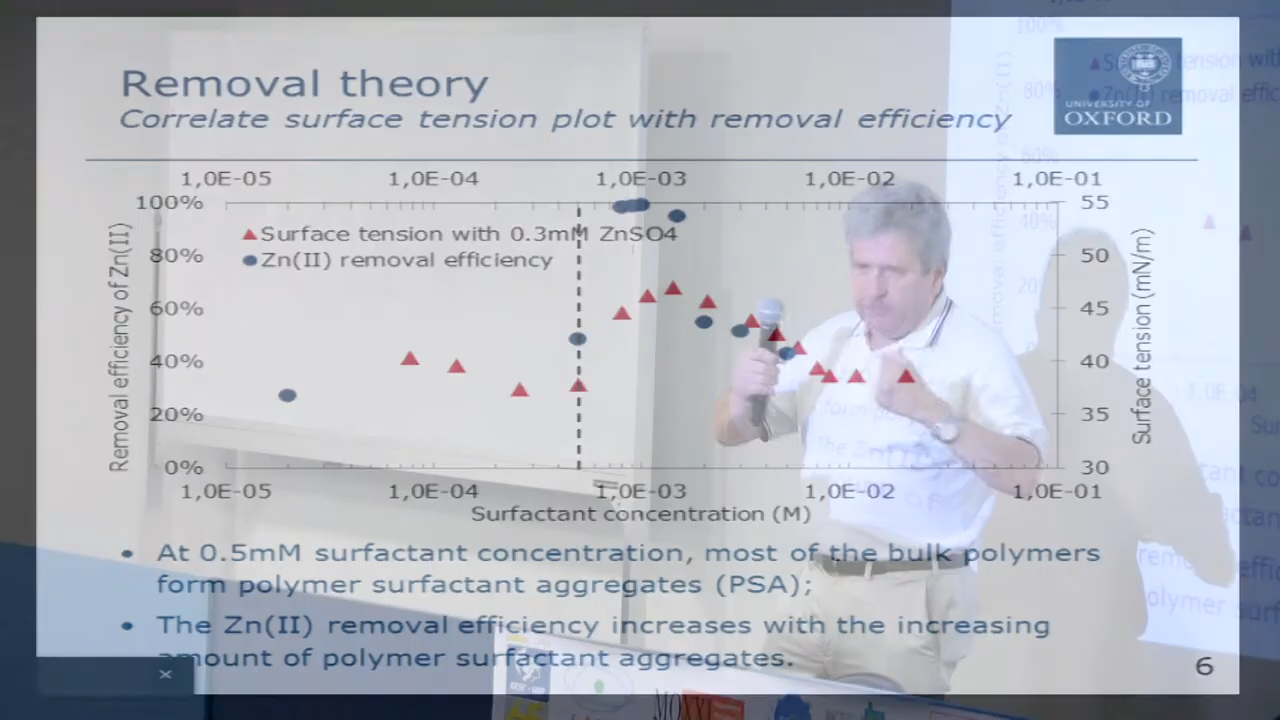 Removal theory
Correlate surface tension plot with removal efficiency
UNIVERSITY OF
OXFORD
1,0E-05 1,0E-04 1,0E-03 1,0E-02 1,0E-01
100% 55
Surface tension with 0.3mM ZnSO4
80% 50
Zn(II) removal efficiency
60% 45
40% 40
20% 35
0% 30
Removal efficiency of Zn(II)
Surface tension (mN/m)
1,0E-05 1,0E-04 1,0E-03 1,0E-02 1,0E-01
Surfactant concentration (M)
• At 0.5mM surfactant concentration, most of the bulk polymers
form polymer surfactant aggregates (PSA);
• The Zn(II) removal efficiency increases with the increasing
amount of polymer surfactant aggregates.
6